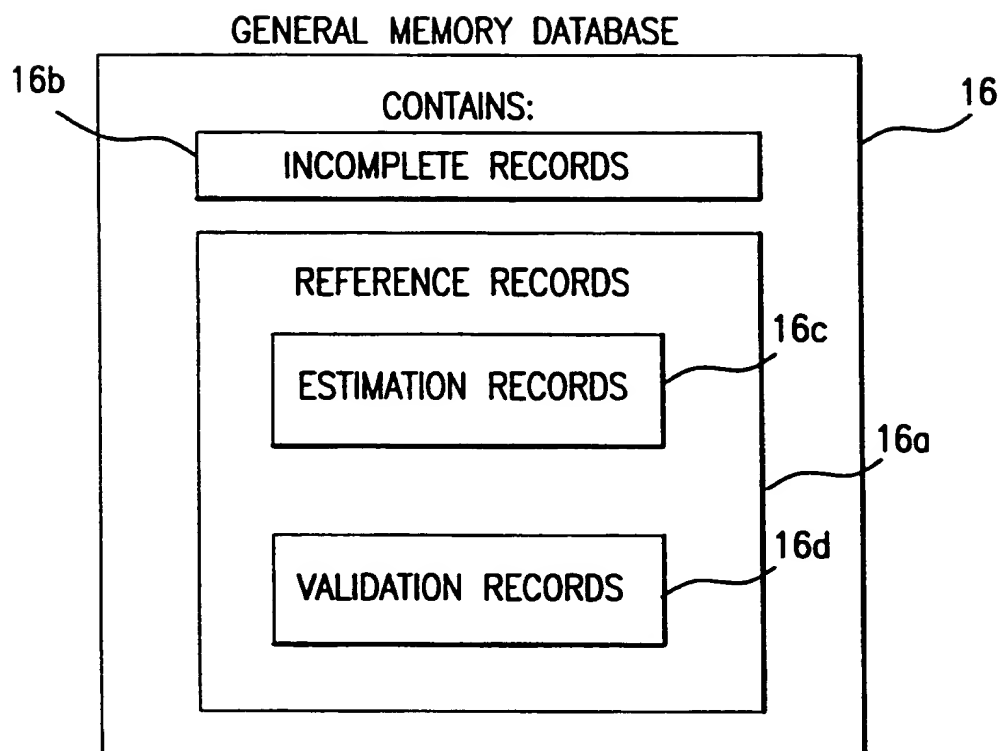 GENERAL MEMORY DATABASE
16b
16
CONTAINS:
INCOMPLETE RECORDS
REFERENCE RECORDS
16c
ESTIMATION RECORDS
16a
16d
VALIDATION RECORDS